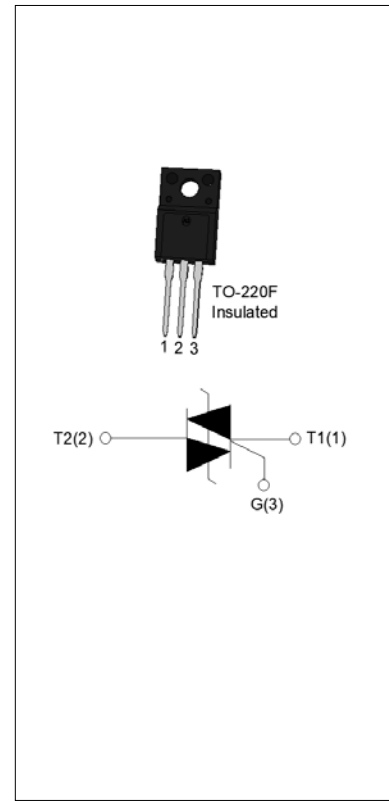 TO-220F
Insulated
1 2 3
T2(2) T1(1)
G(3)